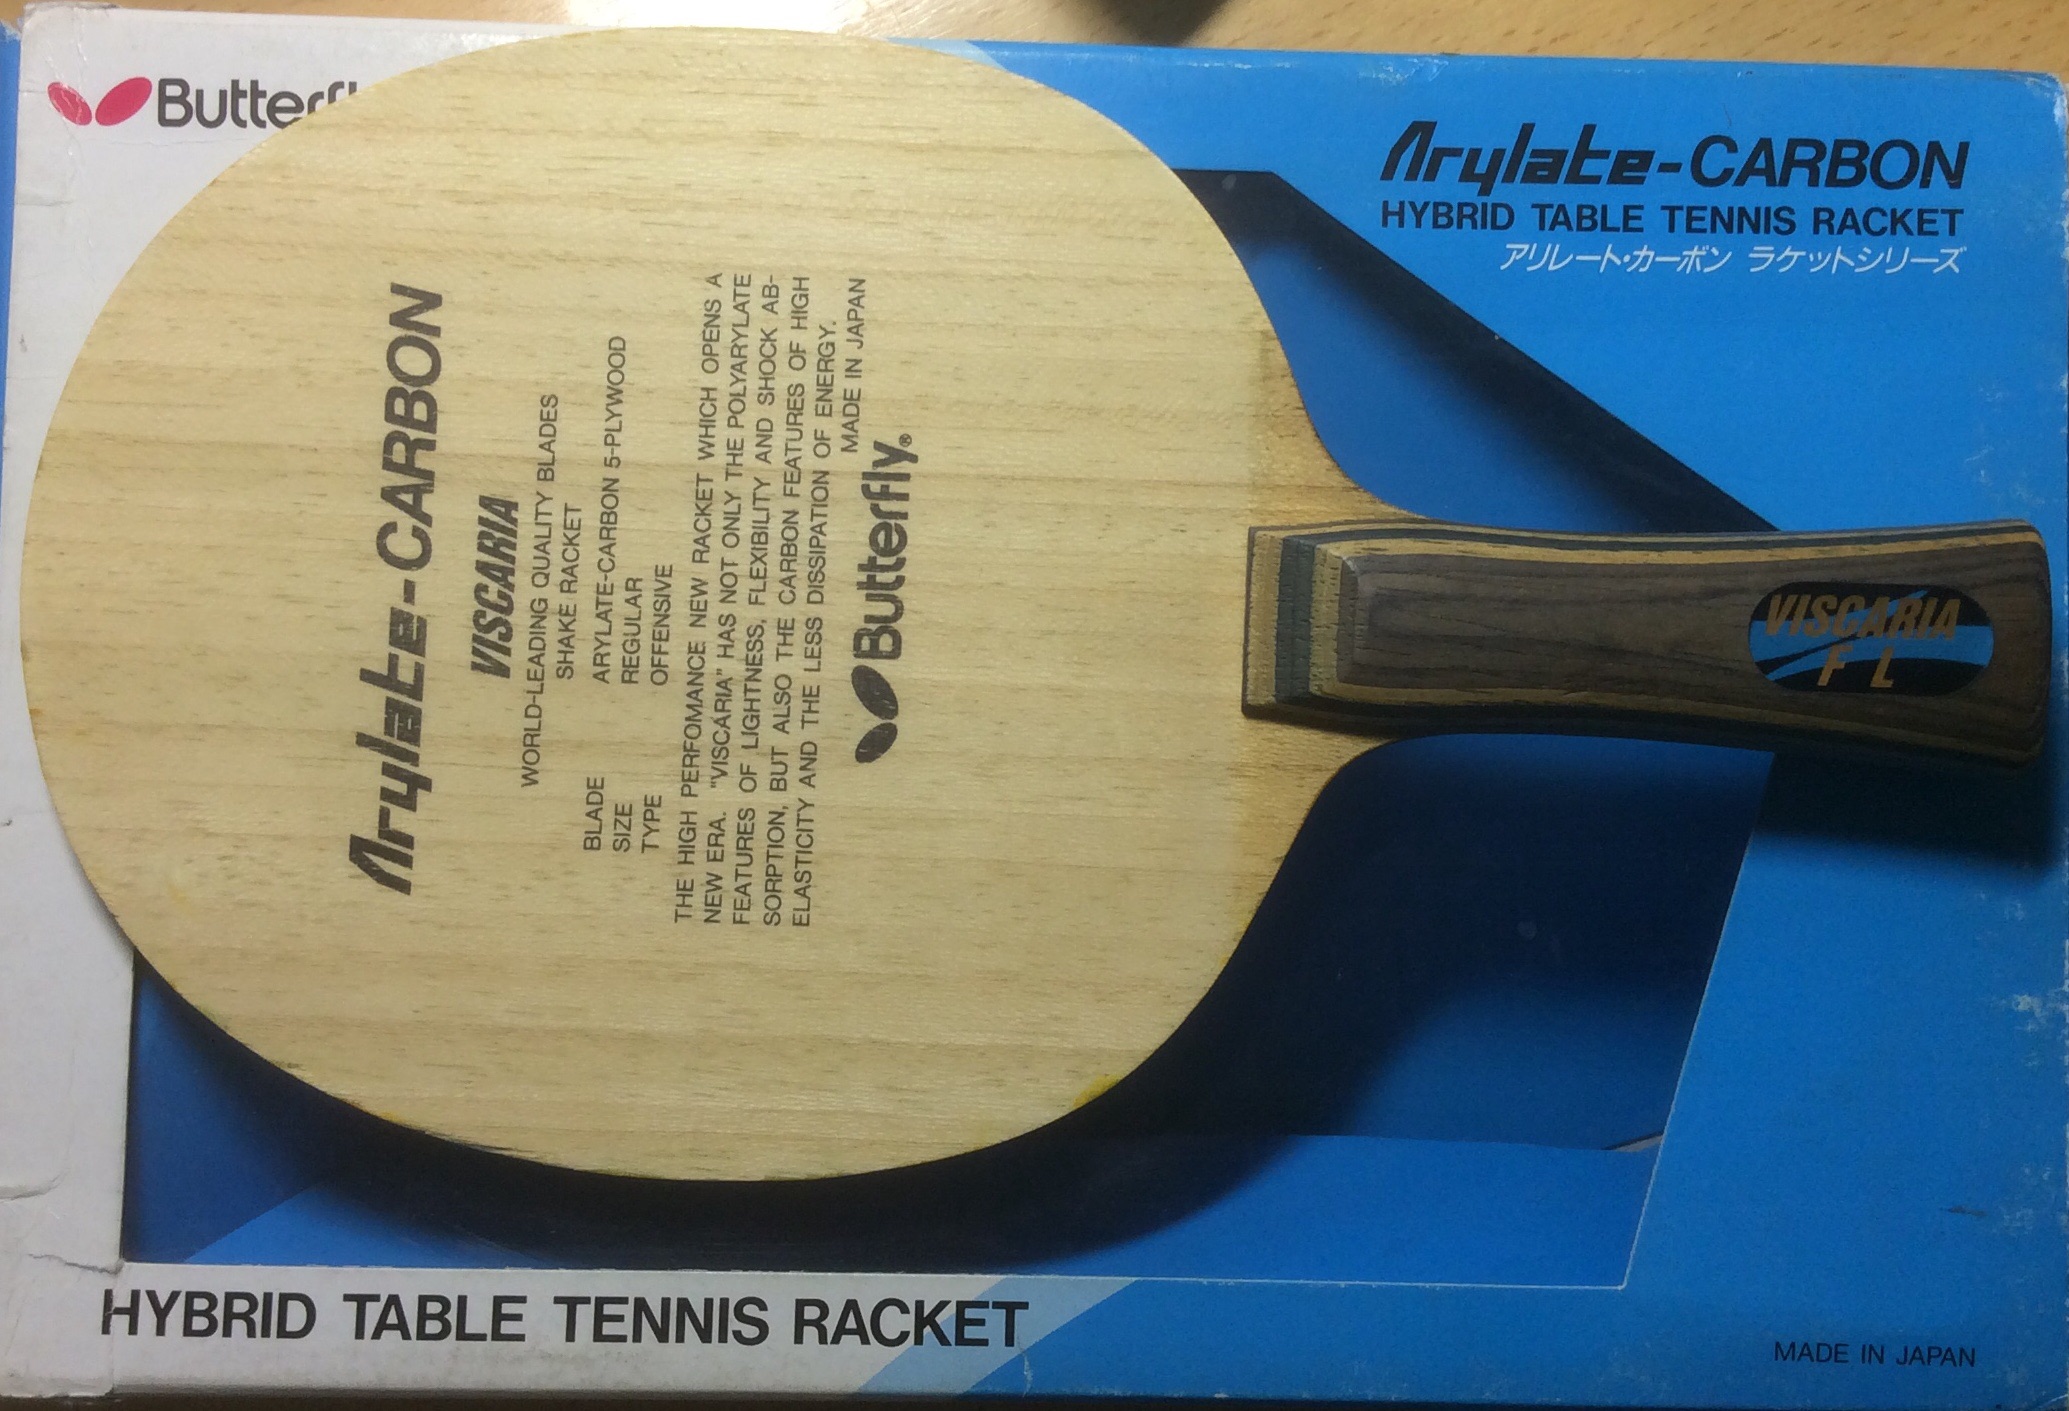 Butterfl
Arylate-CARBON
HYBRID TABLE TENNIS RACKET
アリレート・カーボン ラケットシリーズ
Arylate-CARBON
VISCARIA
WORLD-LEADING QUALITY BLADES
SHAKE RACKET
BLADE ARYLATE-CARBON 5-PLYWOOD
SIZE REGULAR
TYPE OFFENSIVE
THE HIGH PERFOMANCE NEW RACKET WHICH OPENS A
NEW ERA. "VISCARIA" HAS NOT ONLY THE POLYARYLATE
FEATURES OF LIGHTNESS, FLEXIBILITY AND SHOCK AB-
SORPTION, BUT ALSO THE CARBON FEATURES OF HIGH
ELASTICITY AND THE LESS DISSIPATION OF ENERGY.
MADE IN JAPAN
Butterfly®
VISCARIA
FL
HYBRID TABLE TENNIS RACKET
MADE IN JAPAN